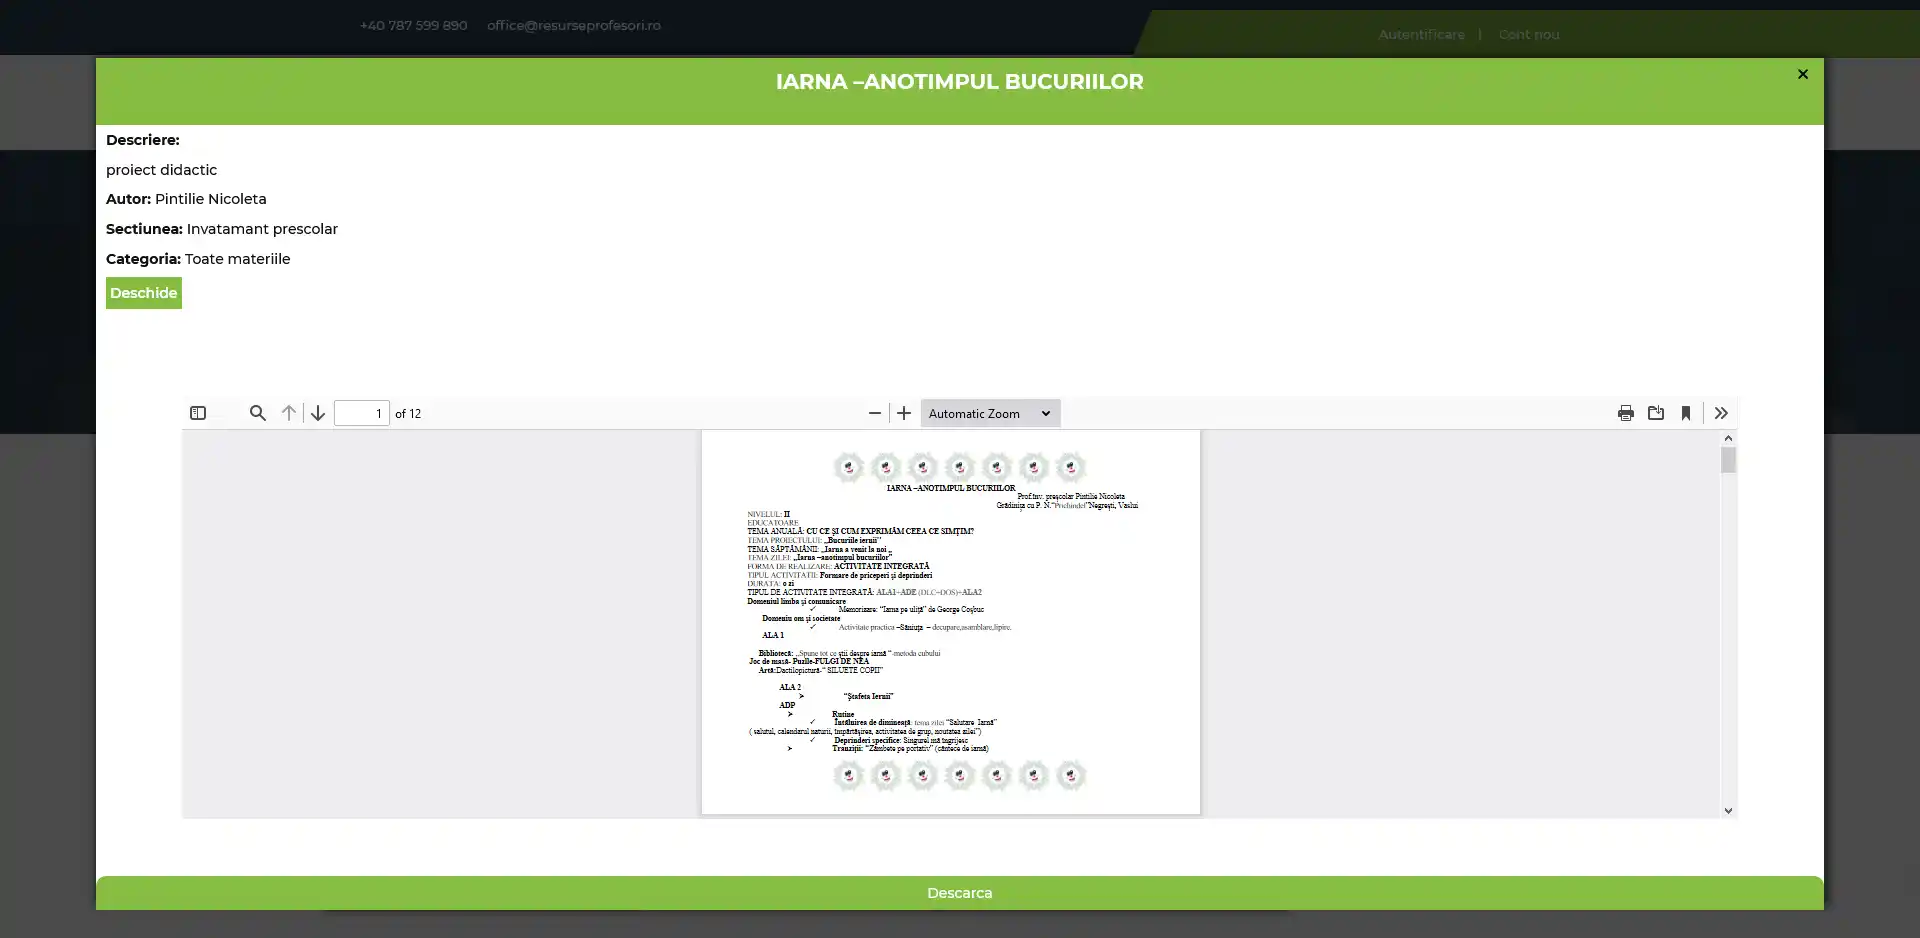 +40 787 599 890 office@resurseprofesori.ro
Autentificare | Cont nou
IARNA –ANOTIMPUL BUCURIILOR
×
Descriere:
proiect didactic
Autor: Pintilie Nicoleta
Sectiunea: Invatamant prescolar
Categoria: Toate materiile
Deschide
1 of 12
Automatic Zoom
IARNA –ANOTIMPUL BUCURIILOR
Prof.înv. preşcolar Pintilie Nicoleta
Grădiniţa cu P. N."Prichindel"Negreşti, Vaslui
NIVELUL: II
EDUCATOARE
TEMA ANUALĂ: CU CE ŞI CUM EXPRIMĂM CEEA CE SIMŢIM?
TEMA PROIECTULUI: „Bucuriile iernii"
TEMA SĂPTĂMÂNII: „Iarna a venit la noi „
TEMA ZILEI: „Iarna –anotimpul bucuriilor"
FORMA DE REALIZARE: ACTIVITATE INTEGRATĂ
TIPUL ACTIVITATII: Formare de priceperi şi deprinderi
DURATA: o zi
TIPUL DE ACTIVITATE INTEGRATĂ: ALA1+ADE (DLC+DOS)+ALA2
Domeniul limba şi comunicare
✓ Memorizare: "Iarna pe uliţă" de George Coşbuc
Domeniu om şi societate
✓ Activitate practica –Săniuţa – decupare,asamblare,lipire.
ALA 1
Bibliotecă: „Spune tot ce ştii despre iarnă "-metoda cubului
Joc de masă- Puzlle-FULGI DE NEA
Artă:Dactilopictură-" SILUETE COPII"
ALA 2
➢ "Ştafeta Iernii"
ADP
➢ Rutine
✓ Întâlnirea de dimineaţă: tema zilei "Salutare Iarnă"
( salutul, calendarul naturii, împărtăşirea, activitatea de grup, noutatea zilei")
✓ Deprinderi specifice: Singurel mă îngrijesc
➢ Tranziţii: "Zâmbete pe portativ" (cântece de iarnă)
Descarca